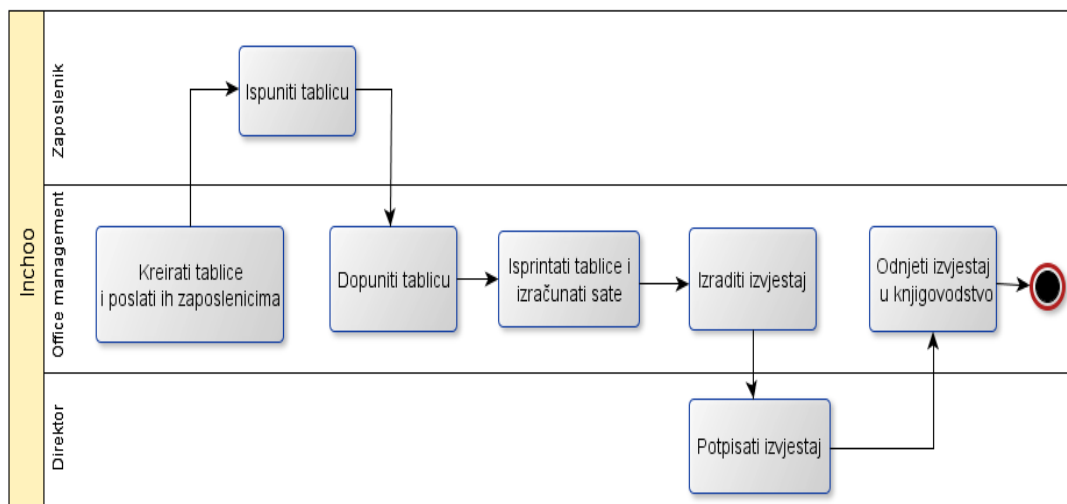 Inchoo
Zaposlenik
Ispuniti tablicu
Office management
Kreirati tablice
i poslati ih zaposlenicima
Dopuniti tablicu
Isprintati tablice i
izračunati sate
Izraditi izvjestaj
Odnjeti izvjestaj
u knjigovodstvo
Direktor
Potpisati izvjestaj